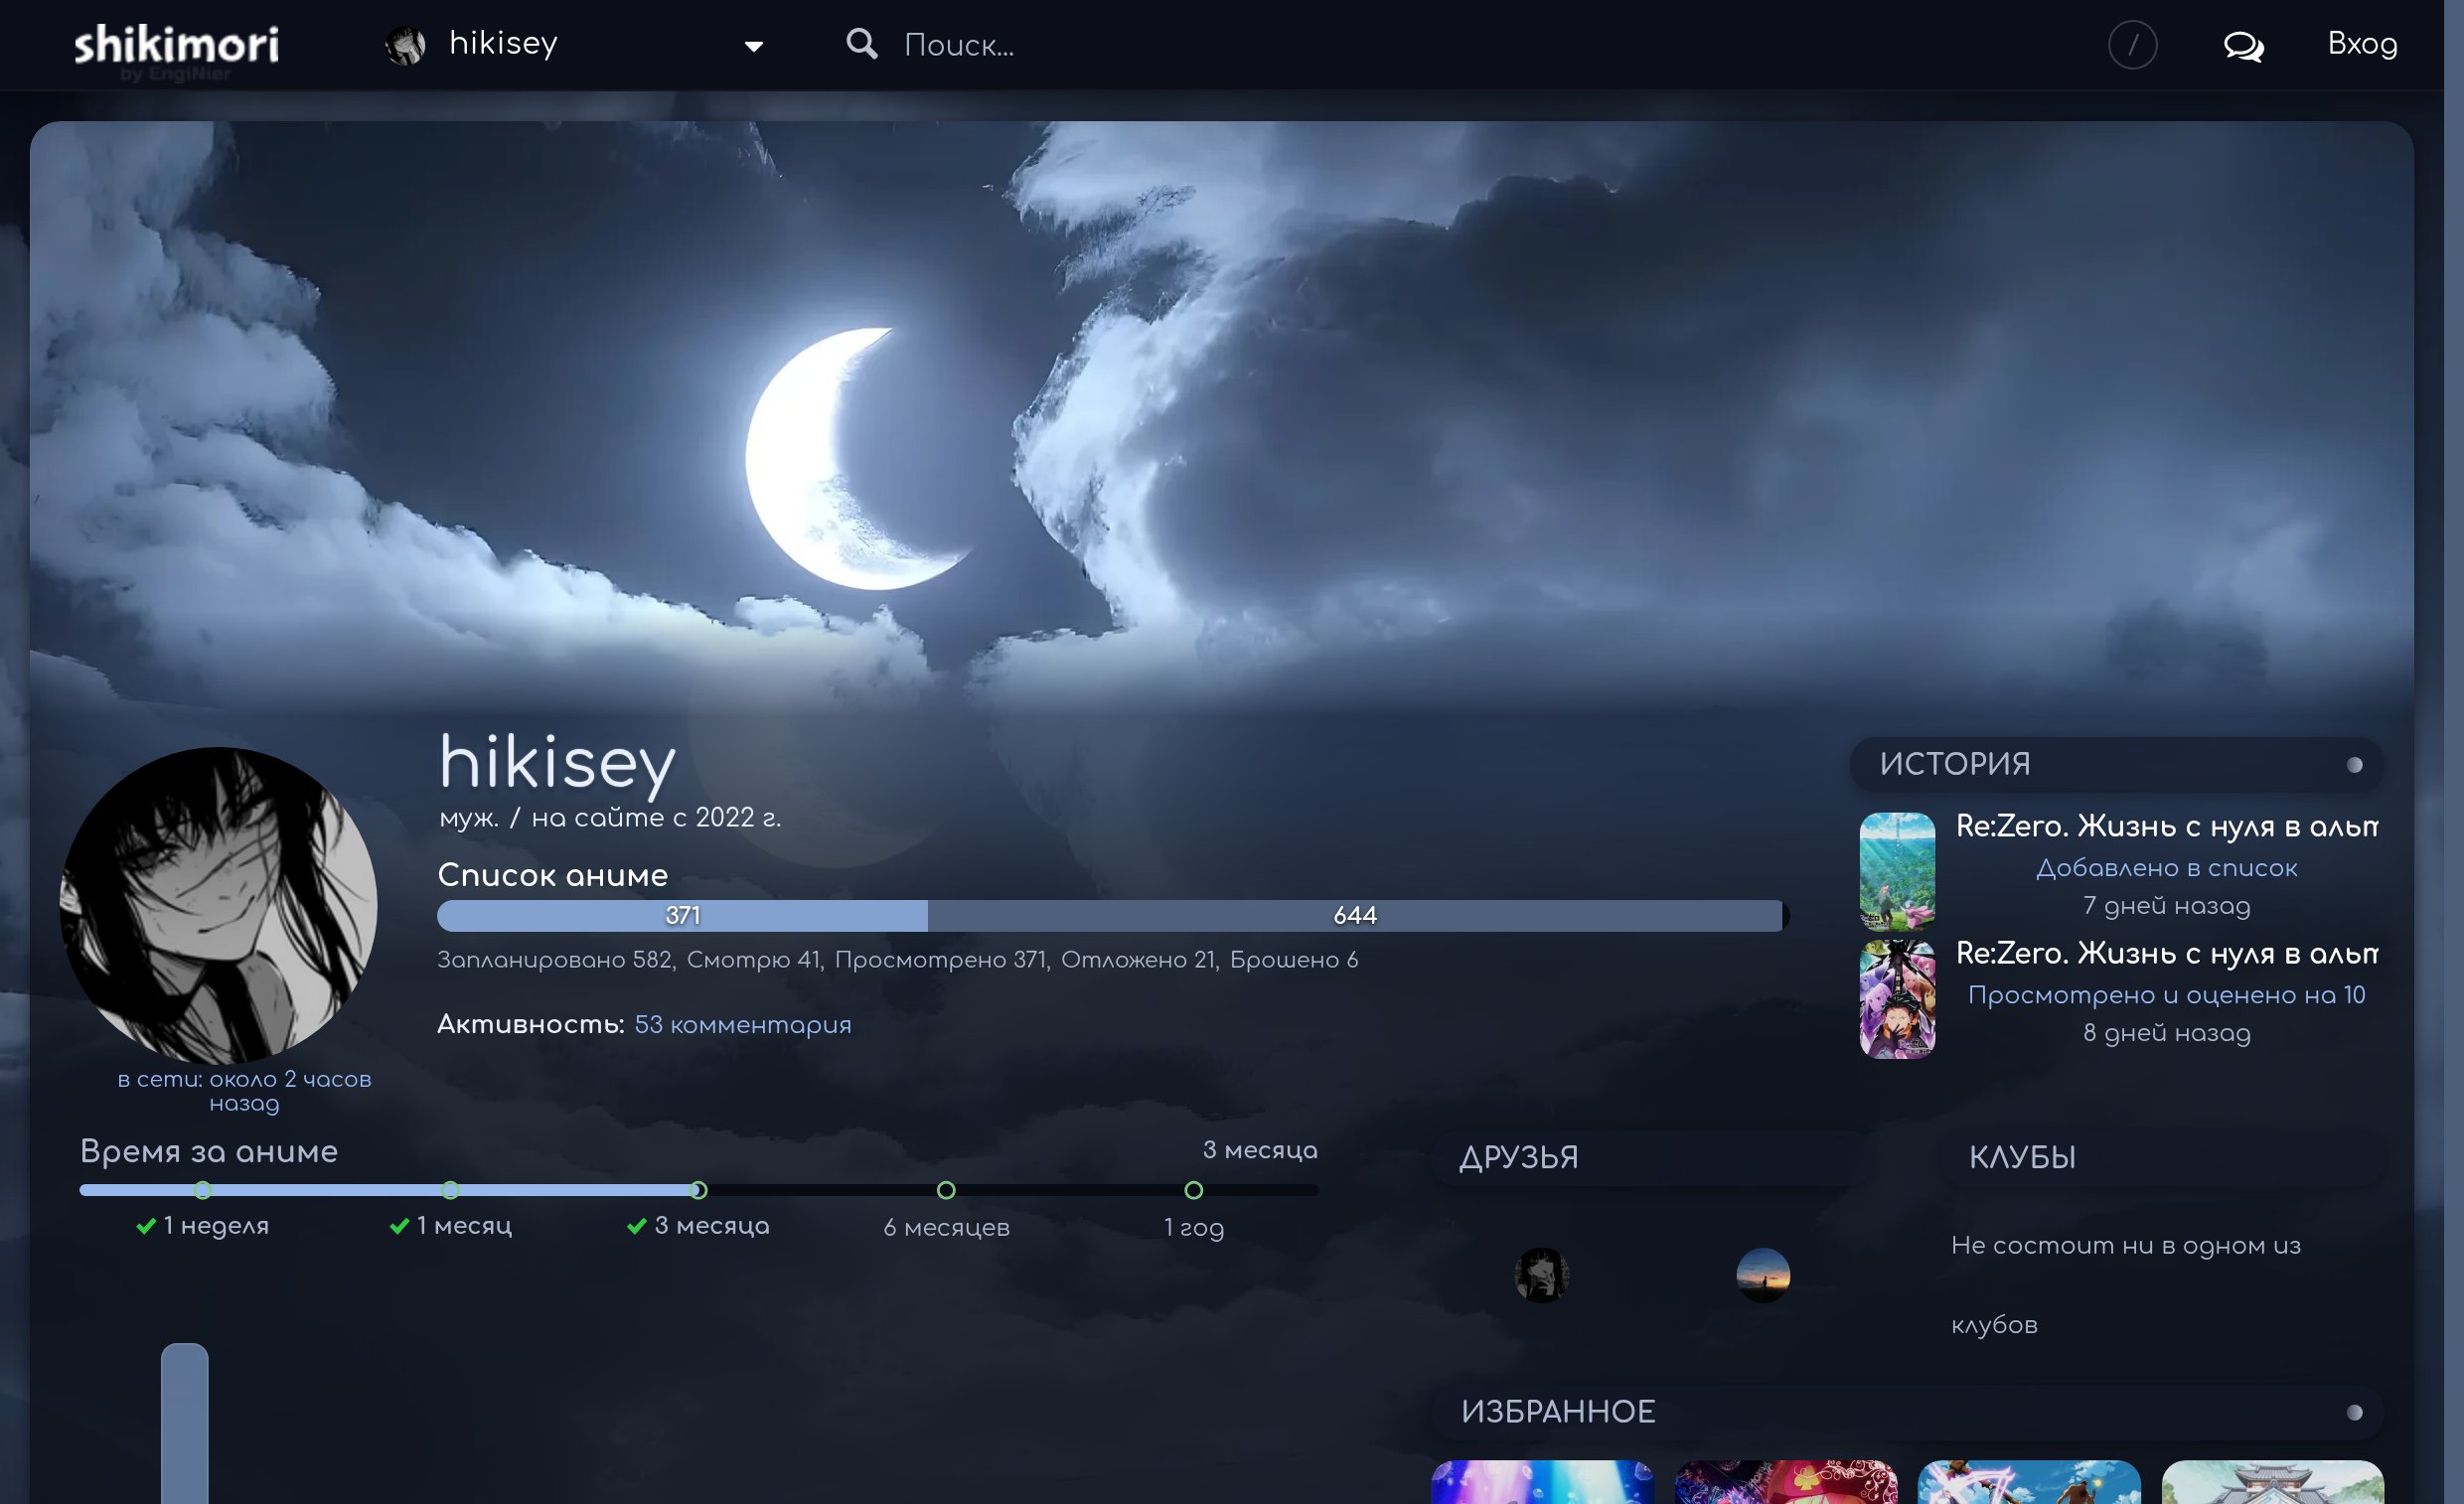 shikimori
by EngiNier
hikisey
Поиск...
/
Вход
hikisey
муж. / на сайте с 2022 г.
Список аниме
371
644
Запланировано 582, Смотрю 41, Просмотрено 371, Отложено 21, Брошено 6
Активность: 53 комментария
в сети: около 2 часов
назад
ИСТОРИЯ
Re:Zero. Жизнь с нуля в альт
Добавлено в список
7 дней назад
Re:Zero. Жизнь с нуля в альт
Просмотрено и оценено на 10
8 дней назад
Время за аниме
3 месяца
1 неделя
1 месяц
3 месяца
6 месяцев
1 год
ДРУЗЬЯ
КЛУБЫ
Не состоит ни в одном из
клубов
ИЗБРАННОЕ